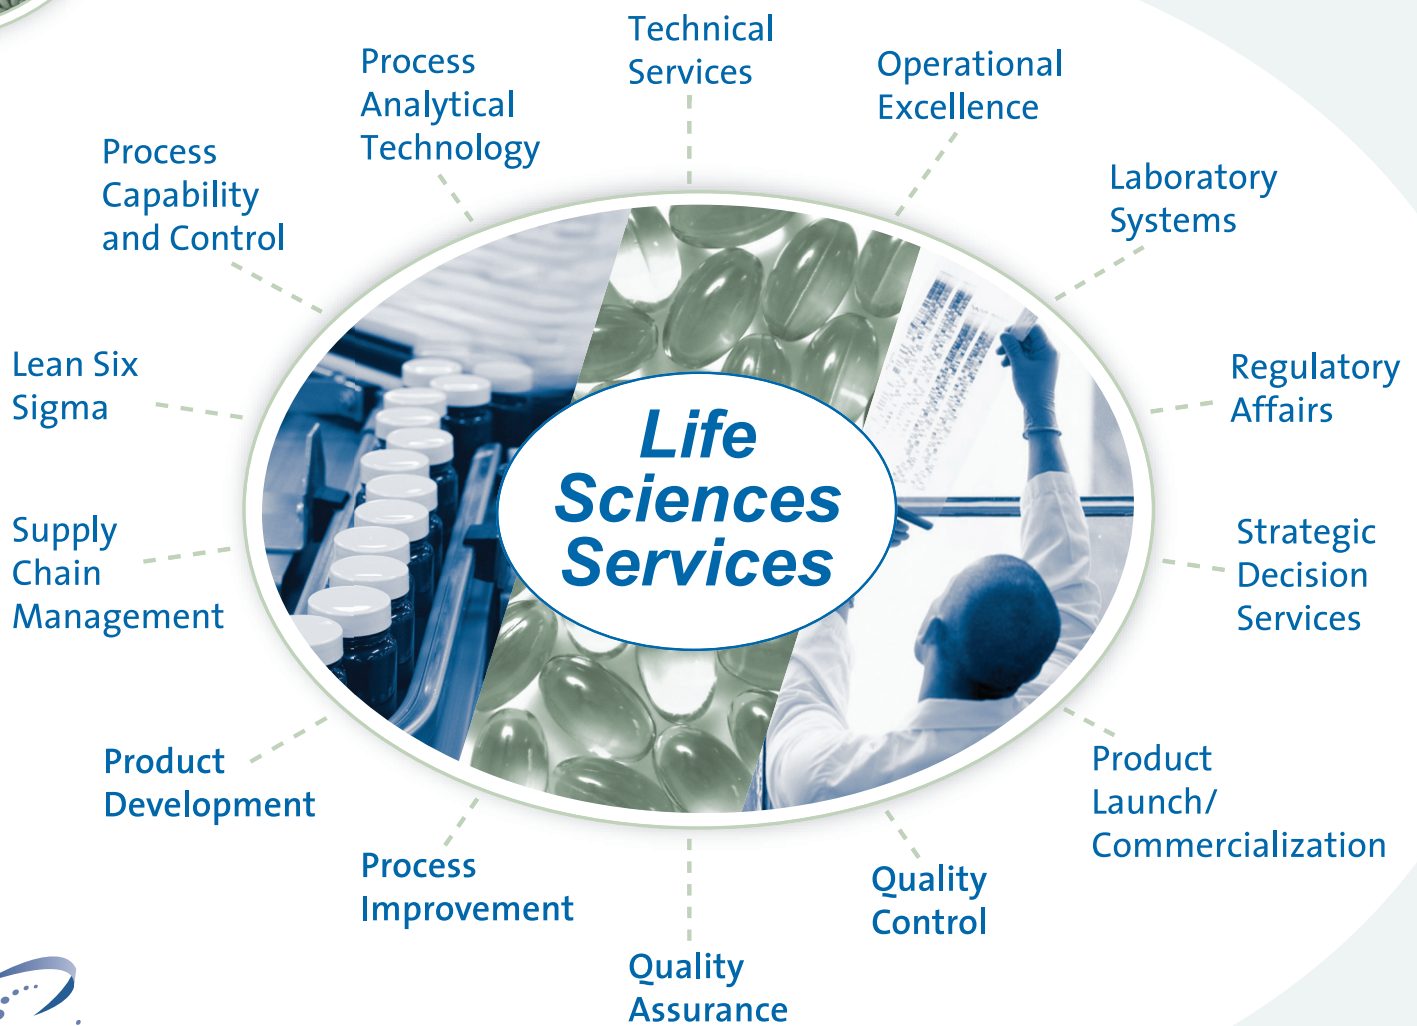 Technical
Services
Process
Analytical
Technology
Operational
Excellence
Process
Capability
and Control
Laboratory
Systems
Lean Six
Sigma
Regulatory
Affairs
Life
Sciences
Services
Supply
Chain
Management
Strategic
Decision
Services
Product
Development
Product
Launch/
Commercialization
Process
Improvement
Quality
Control
Quality
Assurance